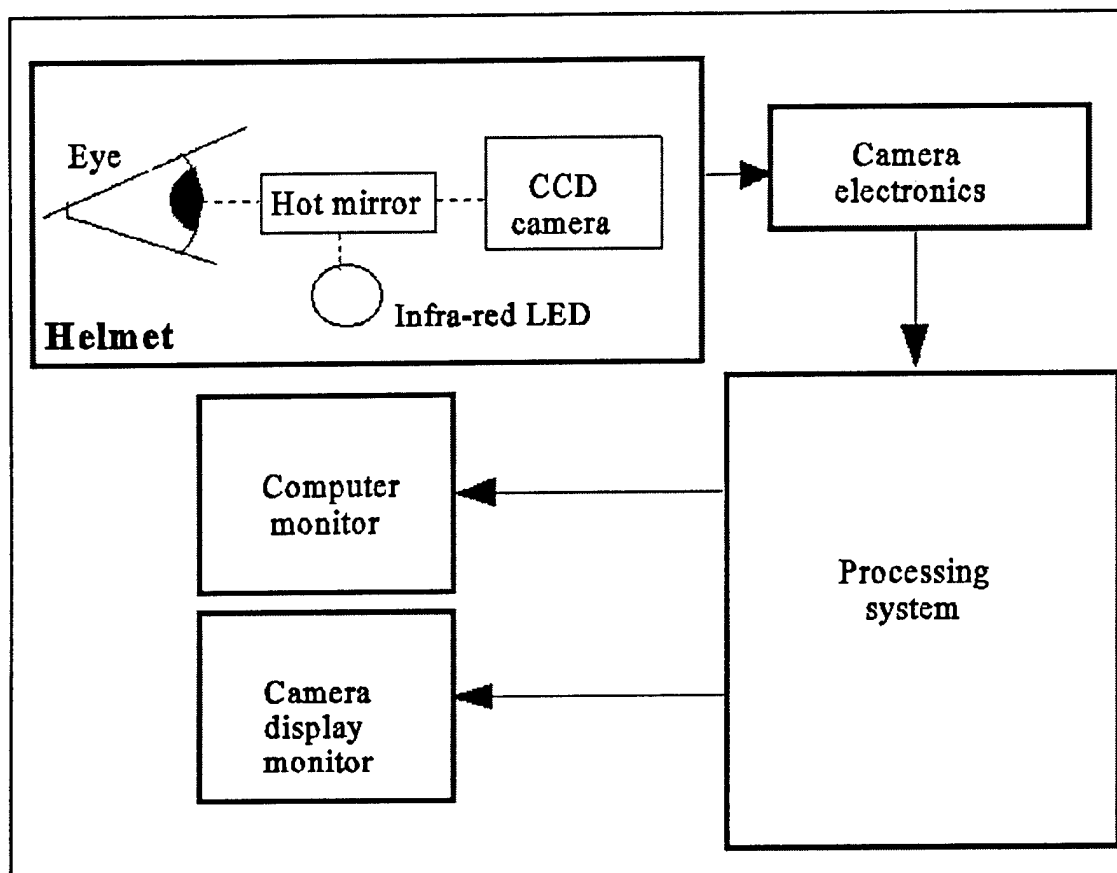 Eye
Hot mirror
CCD
camera
Infra-red LED
Helmet
Camera
electronics
Computer
monitor
Processing
system
Camera
display
monitor